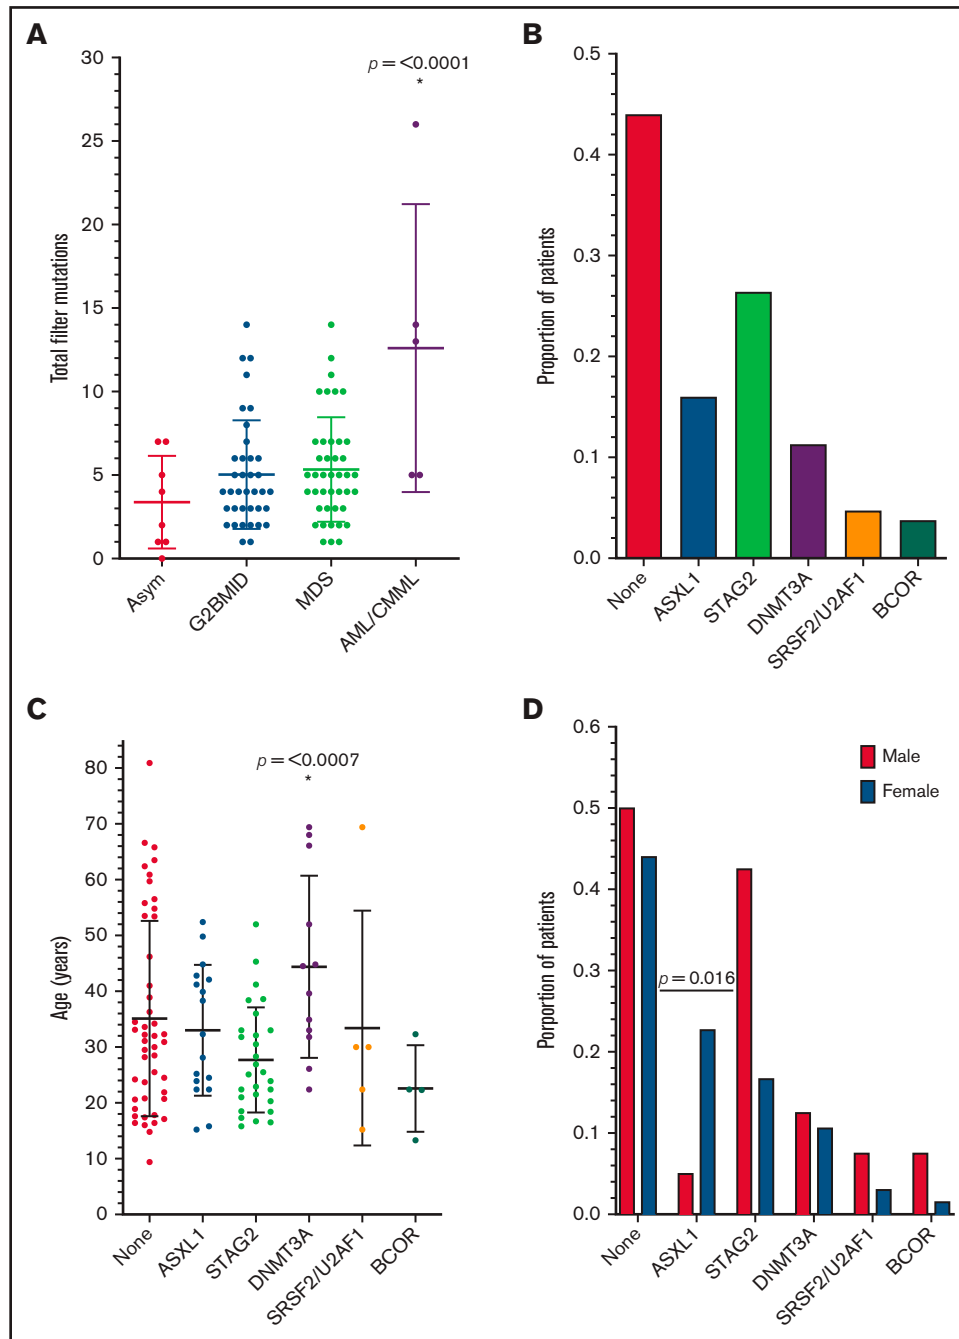 A
p = <0.0001
*
30
25
20
15
10
5
0
Total filter mutations
Asym
G2BMID
MDS
AML/CMML
B
0.5
0.4
0.3
0.2
0.1
0.0
Proportion of patients
None
ASXL1
STAG2
DNMT3A
SRSF2/U2AF1
BCOR
C
p = <0.0007
*
80
70
60
50
40
30
20
10
0
Age (years)
None
ASXL1
STAG2
DNMT3A
SRSF2/U2AF1
BCOR
D
0.6
0.5
0.4
0.3
0.2
0.1
0.0
Porportion of patients
Male
Female
p = 0.016
None
ASXL1
STAG2
DNMT3A
SRSF2/U2AF1
BCOR